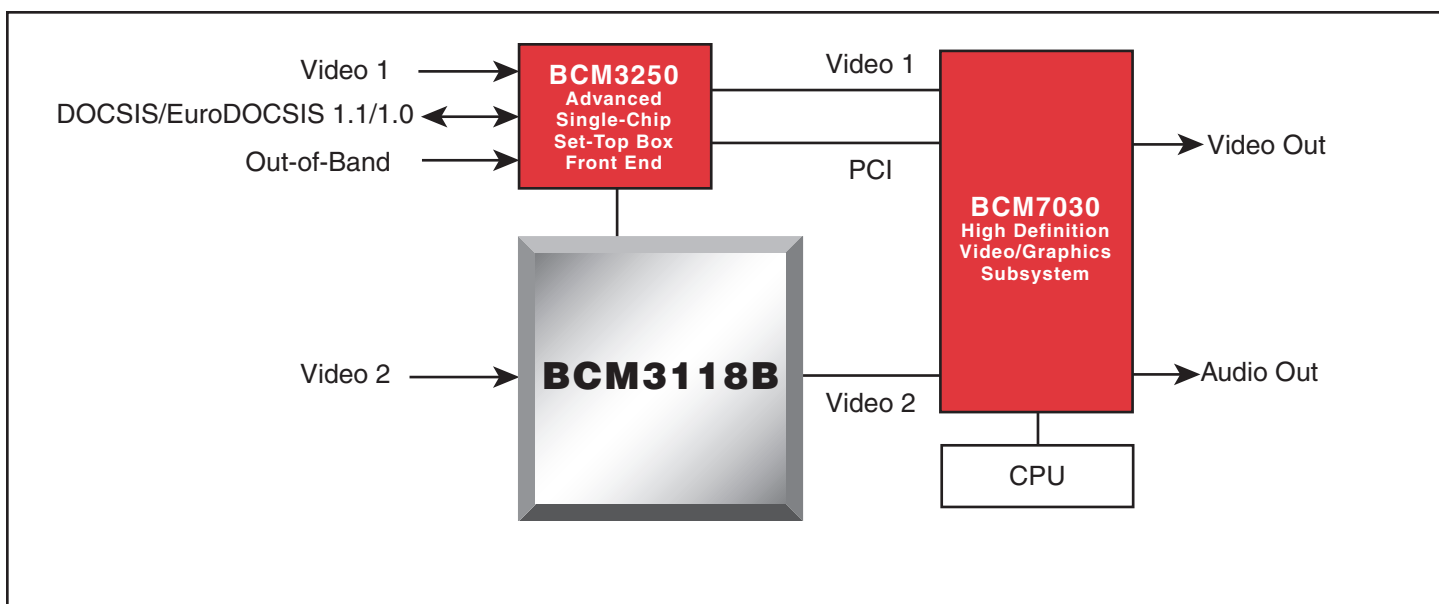 Video 1
DOCSIS/EuroDOCSIS 1.1/1.0
Out-of-Band
BCM3250
Advanced
Single-Chip
Set-Top Box
Front End
Video 1
PCI
BCM7030
High Definition
Video/Graphics
Subsystem
Video Out
Video 2
BCM3118B
Video 2
Audio Out
CPU